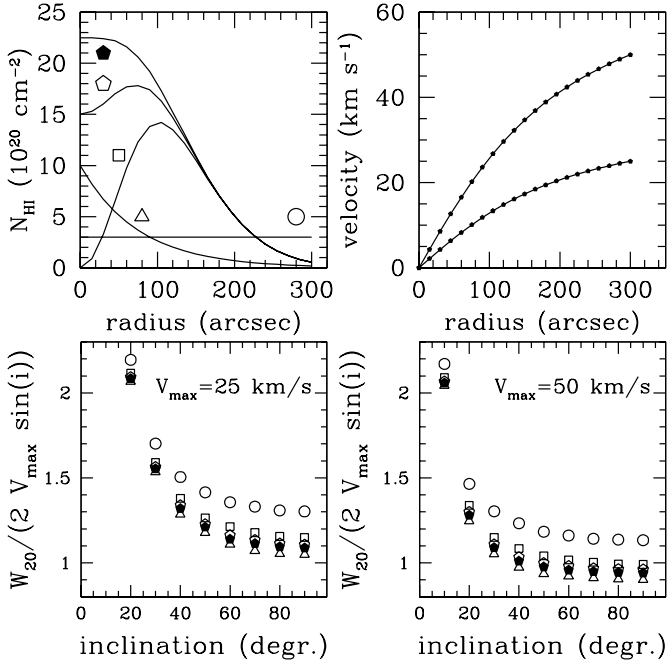 N_HI (10^20 cm^-2)
25
20
15
10
5
0
0 100 200 300
radius (arcsec)
velocity (km s^-1)
60
40
20
0
0 100 200 300
radius (arcsec)
W_20/(2 V_max sin(i))
V_max=25 km/s
2
1.5
1
0 20 40 60 80
inclination (degr.)
W_20/(2 V_max sin(i))
V_max=50 km/s
2
1.5
1
0 20 40 60 80
inclination (degr.)